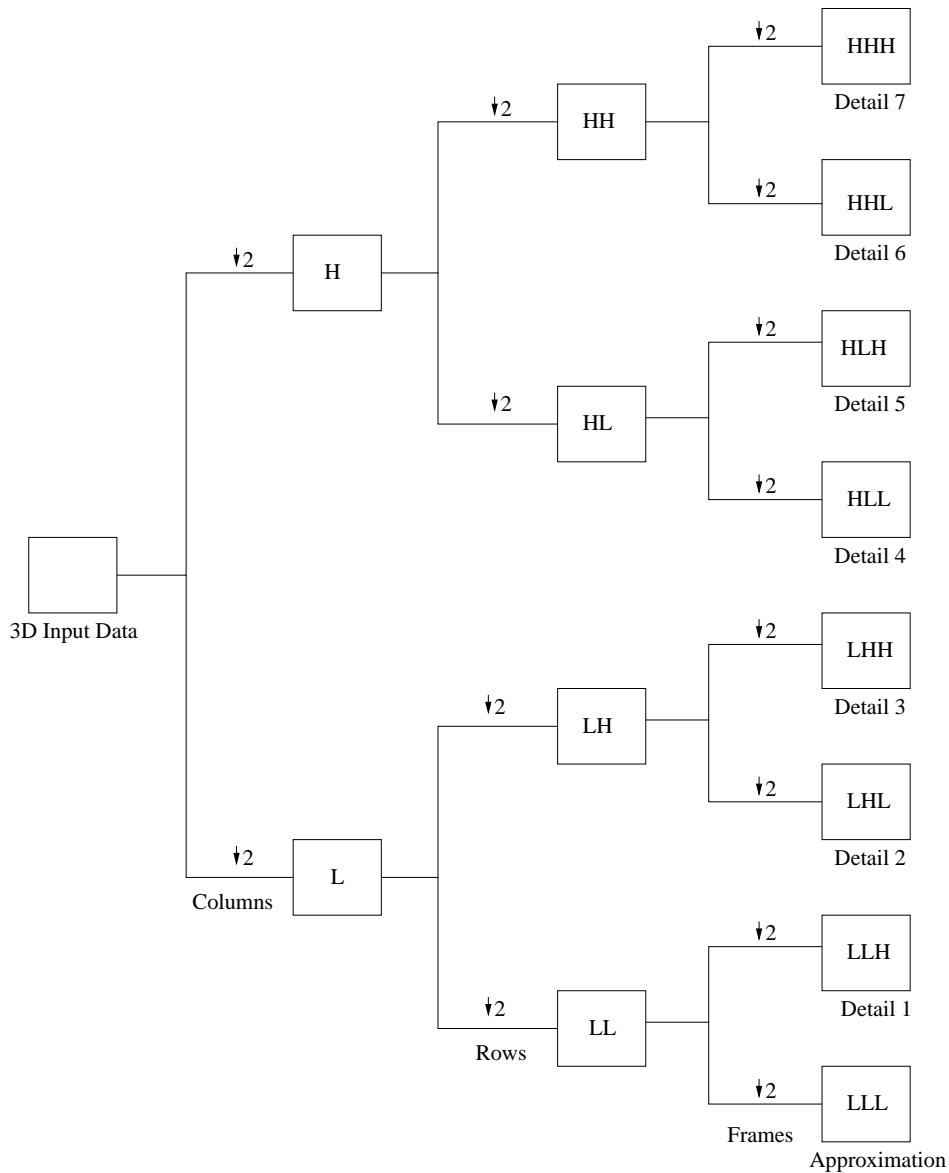 2
HHH
Detail 7
2
HH
2
HHL
Detail 6
2
H
2
HLH
Detail 5
2
HL
2
HLL
Detail 4
3D Input Data
2
LHH
Detail 3
2
LH
2
LHL
Detail 2
2
L
Columns
2
LLH
Detail 1
2
LL
Rows
2
LLL
Frames
Approximation